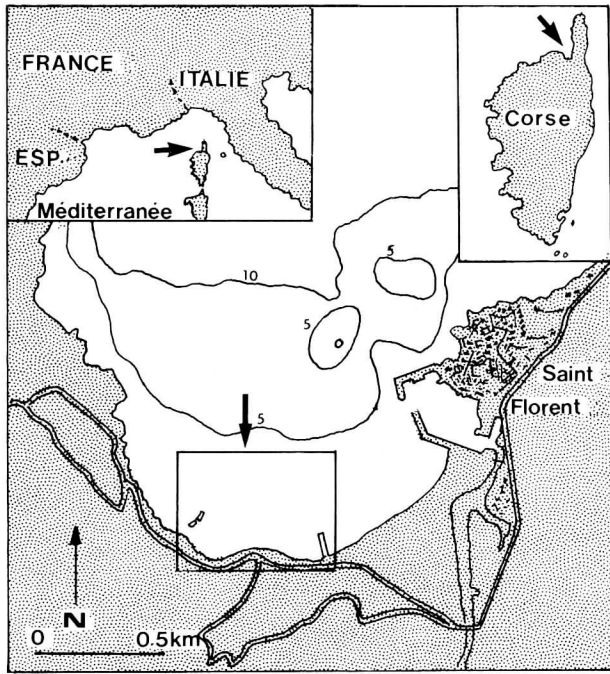 FRANCE
ITALIE
ESP.
Méditerranée
Corse
10
5
5
5
Saint
Florent
N
0 0.5km